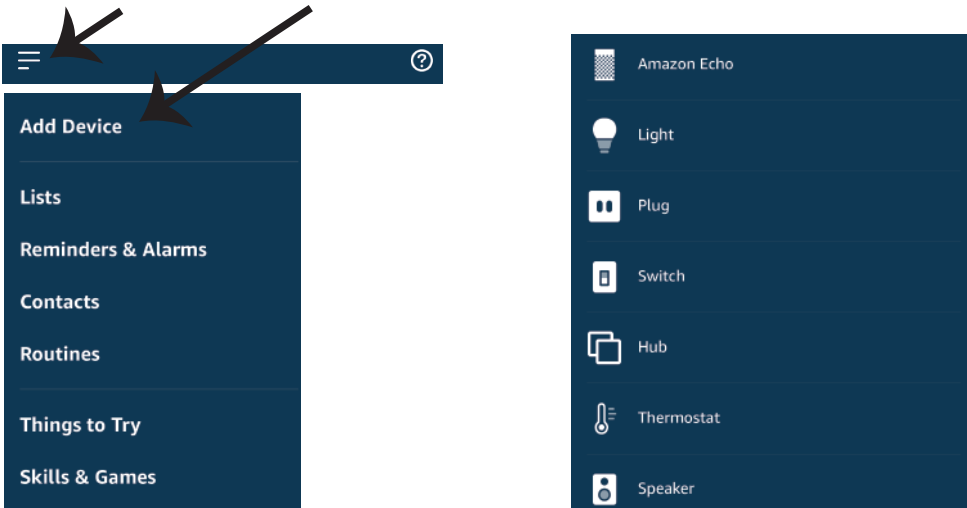 Add Device
Lists
Reminders & Alarms
Contacts
Routines
Things to Try
Skills & Games
Amazon Echo
Light
Plug
Switch
Hub
Thermostat
Speaker